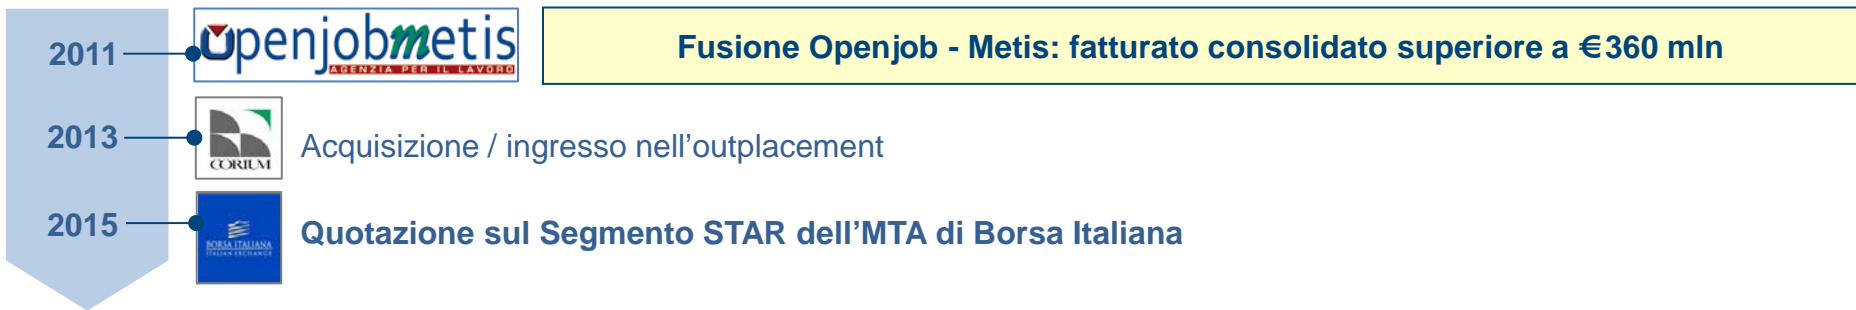 2011
openjobmetis
AGENZIA PER IL LAVORO
Fusione Openjob - Metis: fatturato consolidato superiore a €360 mln
2013
CORIUM
Acquisizione / ingresso nell’outplacement
2015
BORSA ITALIANA
ITALIAN EXCHANGE
Quotazione sul Segmento STAR dell’MTA di Borsa Italiana